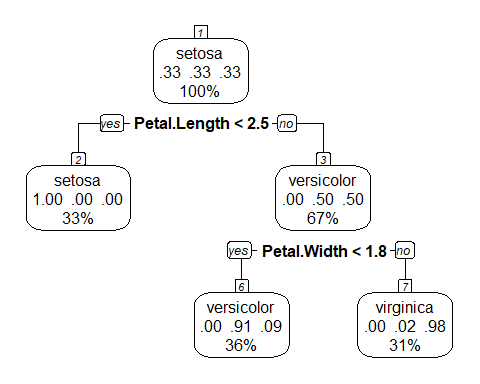 1
setosa
.33 .33 .33
100%
yes Petal.Length < 2.5 no
2
setosa
1.00 .00 .00
33%
3
versicolor
.00 .50 .50
67%
yes Petal.Width < 1.8 no
6
versicolor
.00 .91 .09
36%
7
virginica
.00 .02 .98
31%